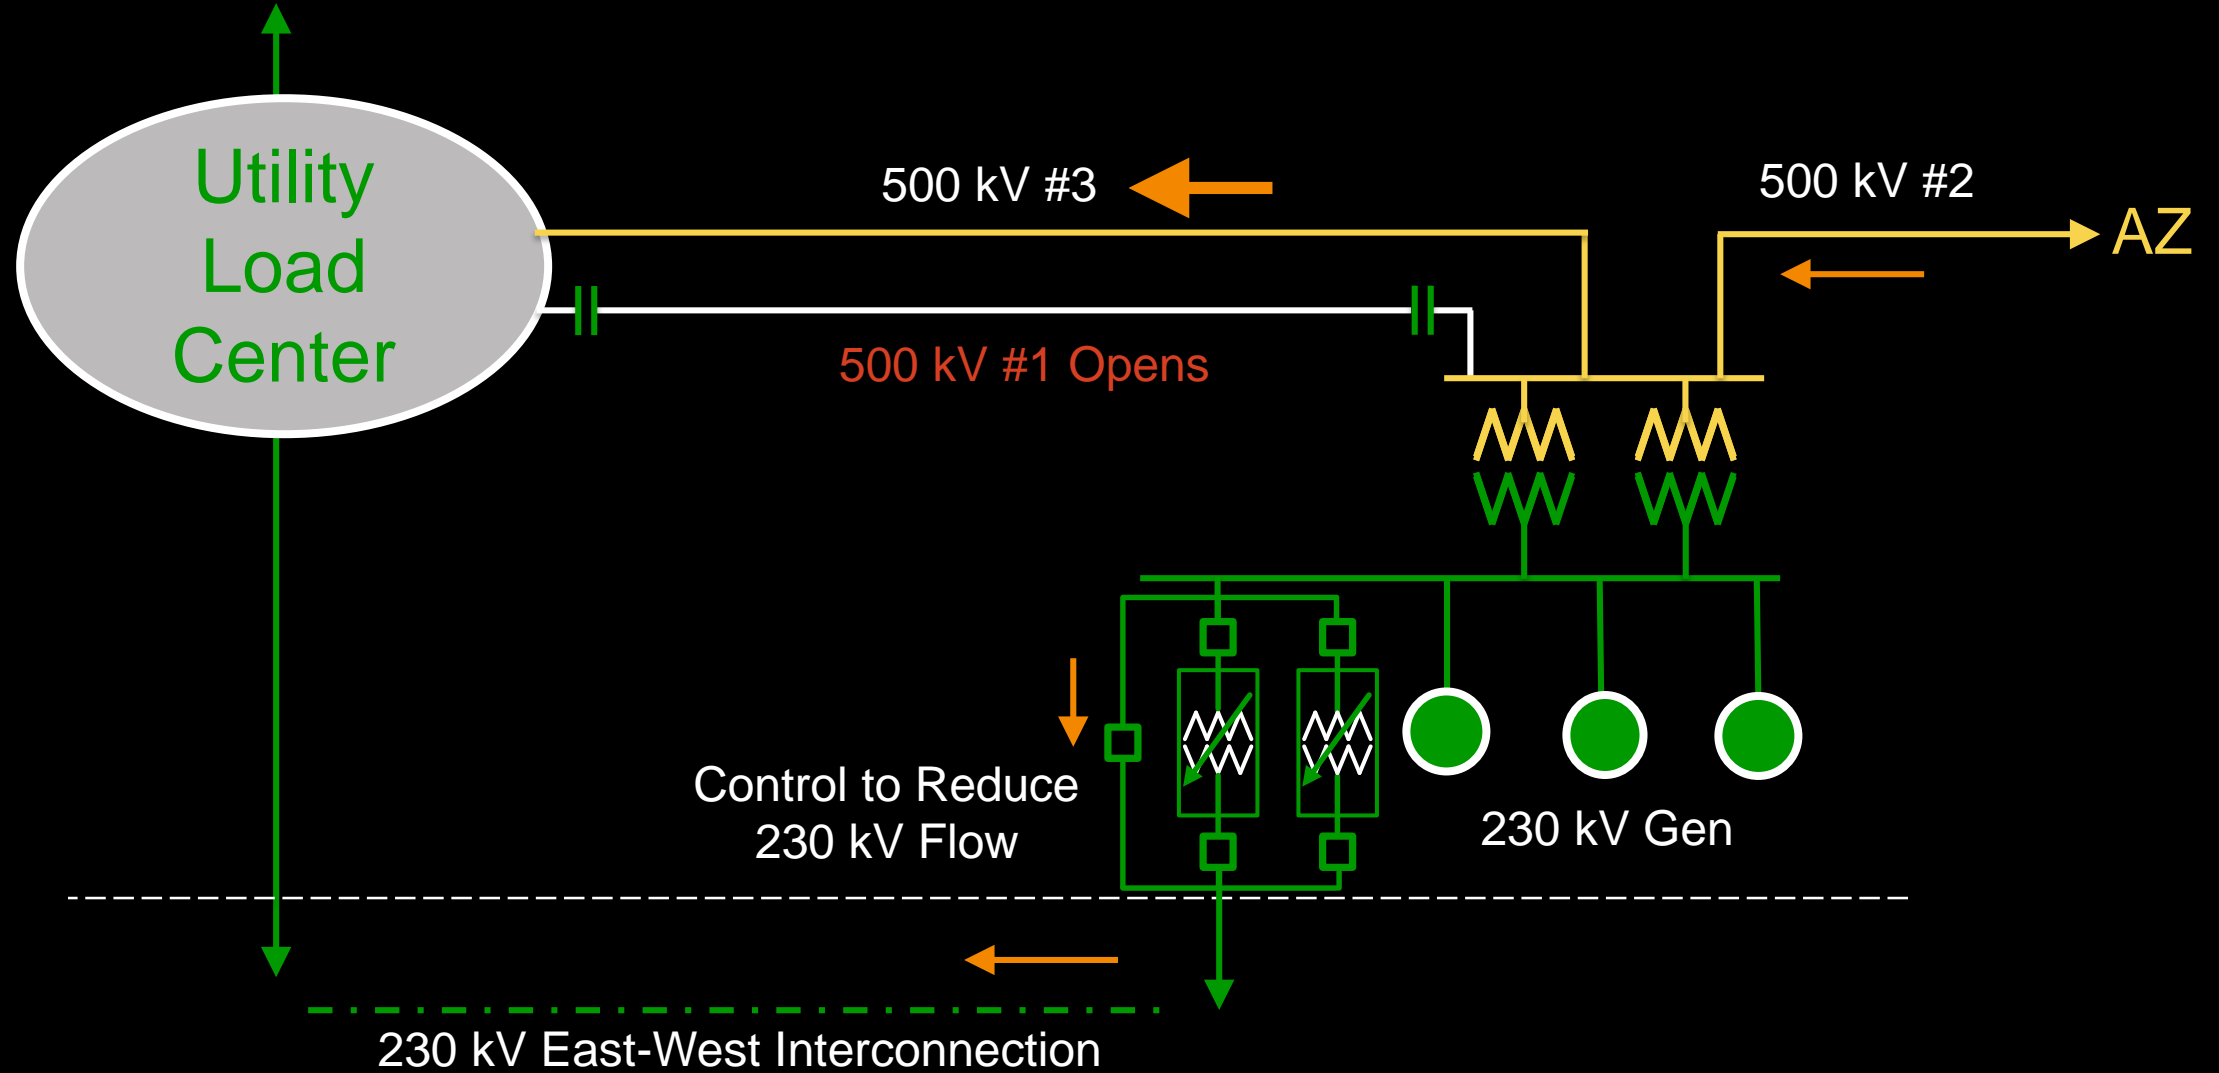 Utility
Load
Center
500 kV #3
500 kV #2
AZ
500 kV #1 Opens
Control to Reduce
230 kV Flow
230 kV Gen
230 kV East-West Interconnection